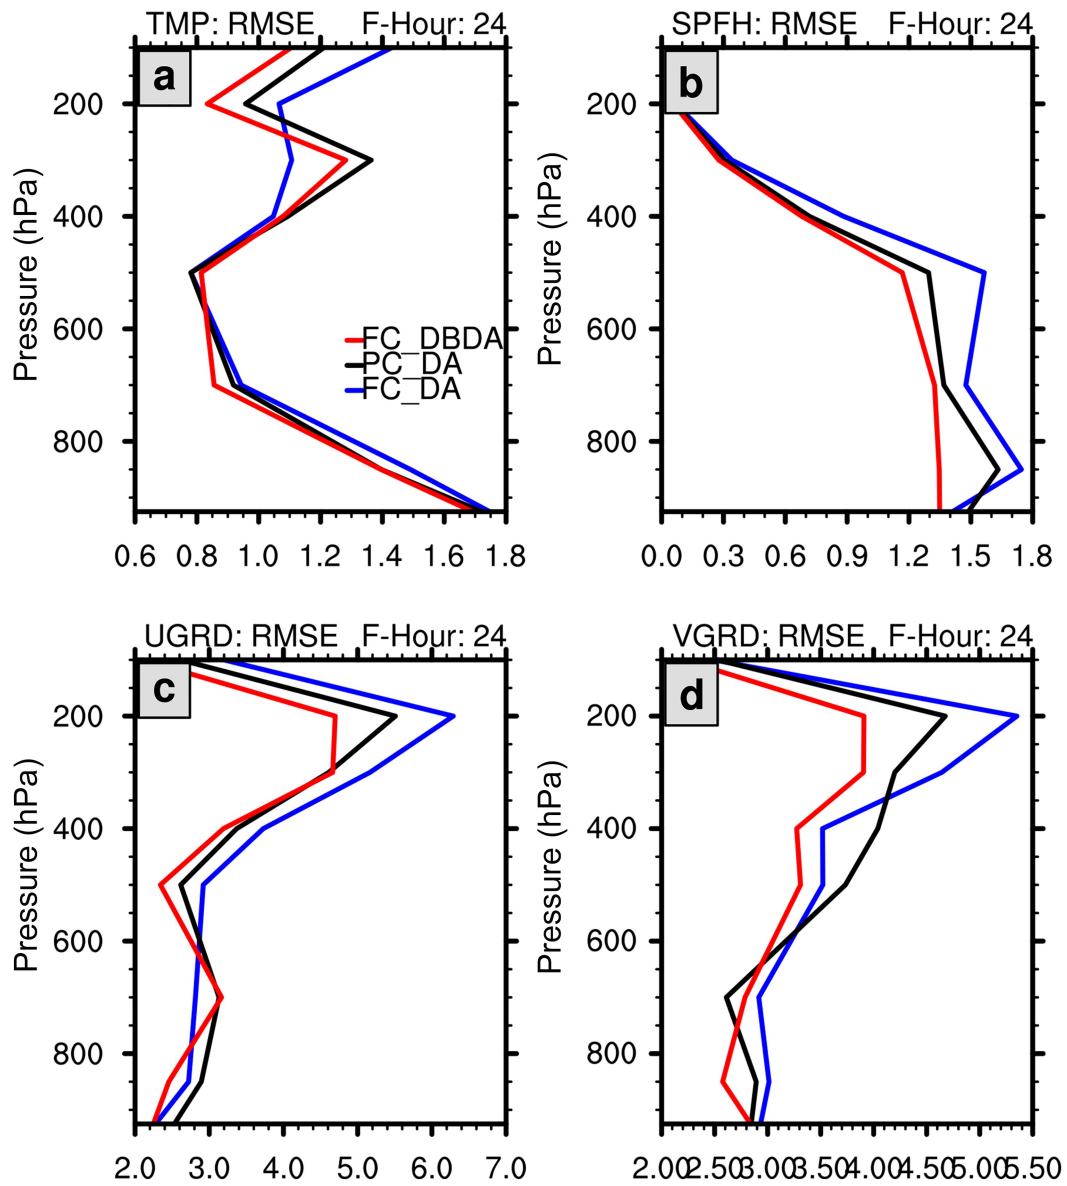 TMP: RMSE F-Hour: 24
a
200
400
600
800
Pressure (hPa)
FC_DBDA
PC_DA
FC_DA
0.6 0.8 1.0 1.2 1.4 1.6 1.8
SPFH: RMSE F-Hour: 24
b
200
400
600
800
Pressure (hPa)
0.0 0.3 0.6 0.9 1.2 1.5 1.8
UGRD: RMSE F-Hour: 24
c
200
400
600
800
Pressure (hPa)
2.0 3.0 4.0 5.0 6.0 7.0
VGRD: RMSE F-Hour: 24
d
200
400
600
800
Pressure (hPa)
2.00 2.50 3.00 3.50 4.00 4.50 5.00 5.50